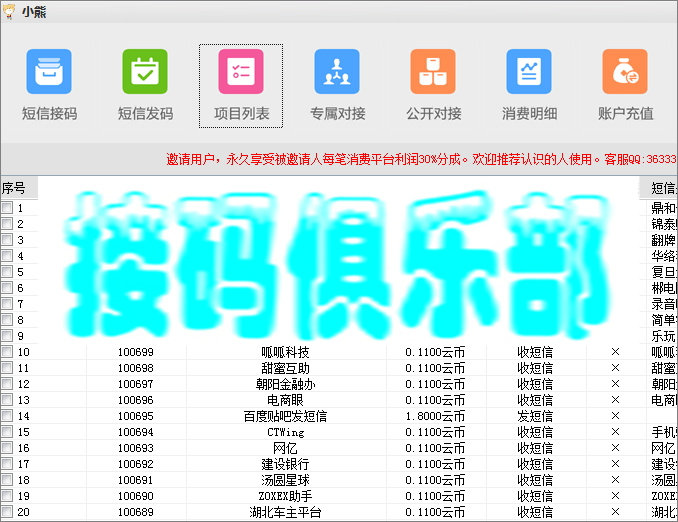 小熊
短信接码 短信发码 项目列表 专属对接 公开对接 消费明细 账户充值
邀请用户，永久享受被邀请人每笔消费平台利润30%分成。欢迎推荐认识的人使用。客服QQ:36333
序号 短信
接码俱乐部
1 鼎和
2 锦泰
3 翻牌
4 华络
5 夏旦
6 郴电
7 录音
8 简单
9 乐玩
10 100699 呱呱科技 0.1100云币 收短信 × 呱呱
11 100698 甜蜜互助 0.1100云币 收短信 × 甜蜜
12 100697 朝阳金融办 0.1100云币 收短信 × 朝阳
13 100696 电商眼 0.1100云币 收短信 × 电商
14 100695 百度贴吧发短信 1.8000云币 发短信 ×
15 100694 CTWing 0.1100云币 收短信 × 手机
16 100693 网亿 0.1100云币 收短信 × 网亿
17 100692 建设银行 0.1100云币 收短信 × 建设
18 100691 汤圆星球 0.1100云币 收短信 × 汤圆
19 100690 ZOXEX助手 0.1100云币 收短信 × ZOXE
20 100689 湖北车主平台 0.1100云币 收短信 × 湖北